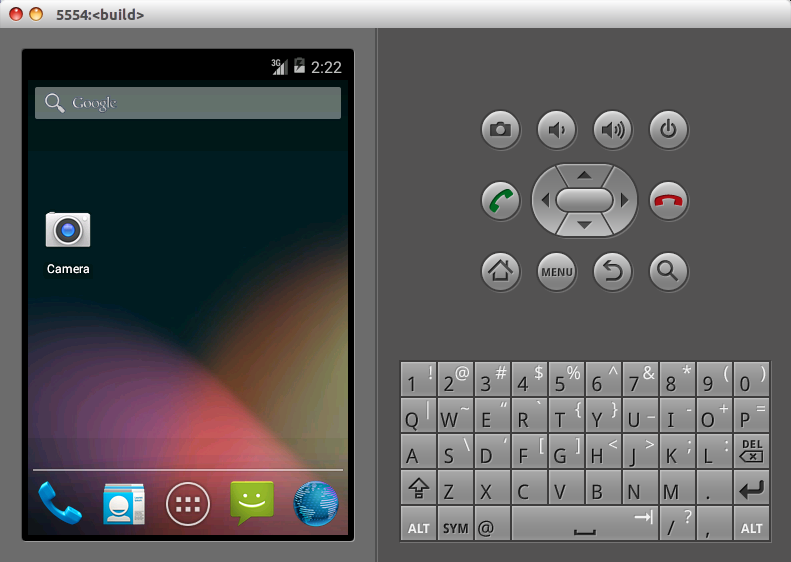 5554:<build>
3G 2:22
Google
Camera
MENU
1 ! 2 @ 3 # 4 $ 5 % 6 ^ 7 & 8 * 9 ( 0 )
Q | W ~ E “ R ` T { Y } U _ I - O + P =
A S \ D ‘ F [ G ] H < J > K ; L : DEL
Z X C V B N M .
ALT SYM @ / ? , ALT